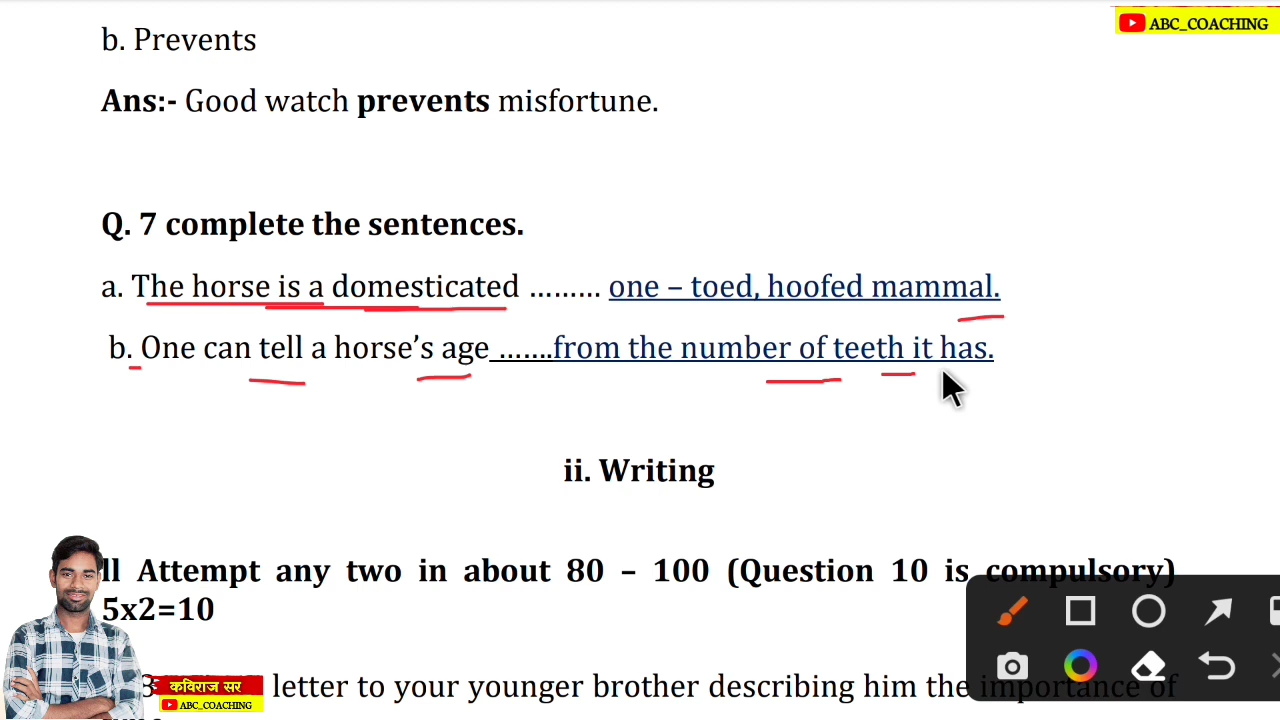 b. Prevents
ABC_COACHING
Ans:- Good watch prevents misfortune.
Q. 7 complete the sentences.
a. The horse is a domesticated ......... one – toed, hoofed mammal.
b. One can tell a horse’s age .......from the number of teeth it has.
ii. Writing
ll Attempt any two in about 80 – 100 (Question 10 is compulsory)
5x2=10
letter to your younger brother describing him the importance of
कविराज सर
ABC_COACHING